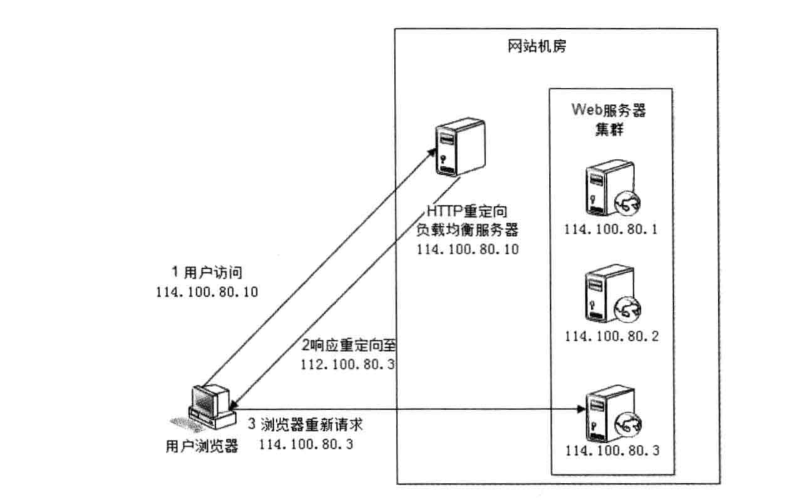 网站机房
Web服务器
集群
HTTP重定向
负载均衡服务器
114.100.80.10
114.100.80.1
1 用户访问
114.100.80.10
114.100.80.2
2响应重定向至
112.100.80.3
3 浏览器重新请求
114.100.80.3
用户浏览器
114.100.80.3